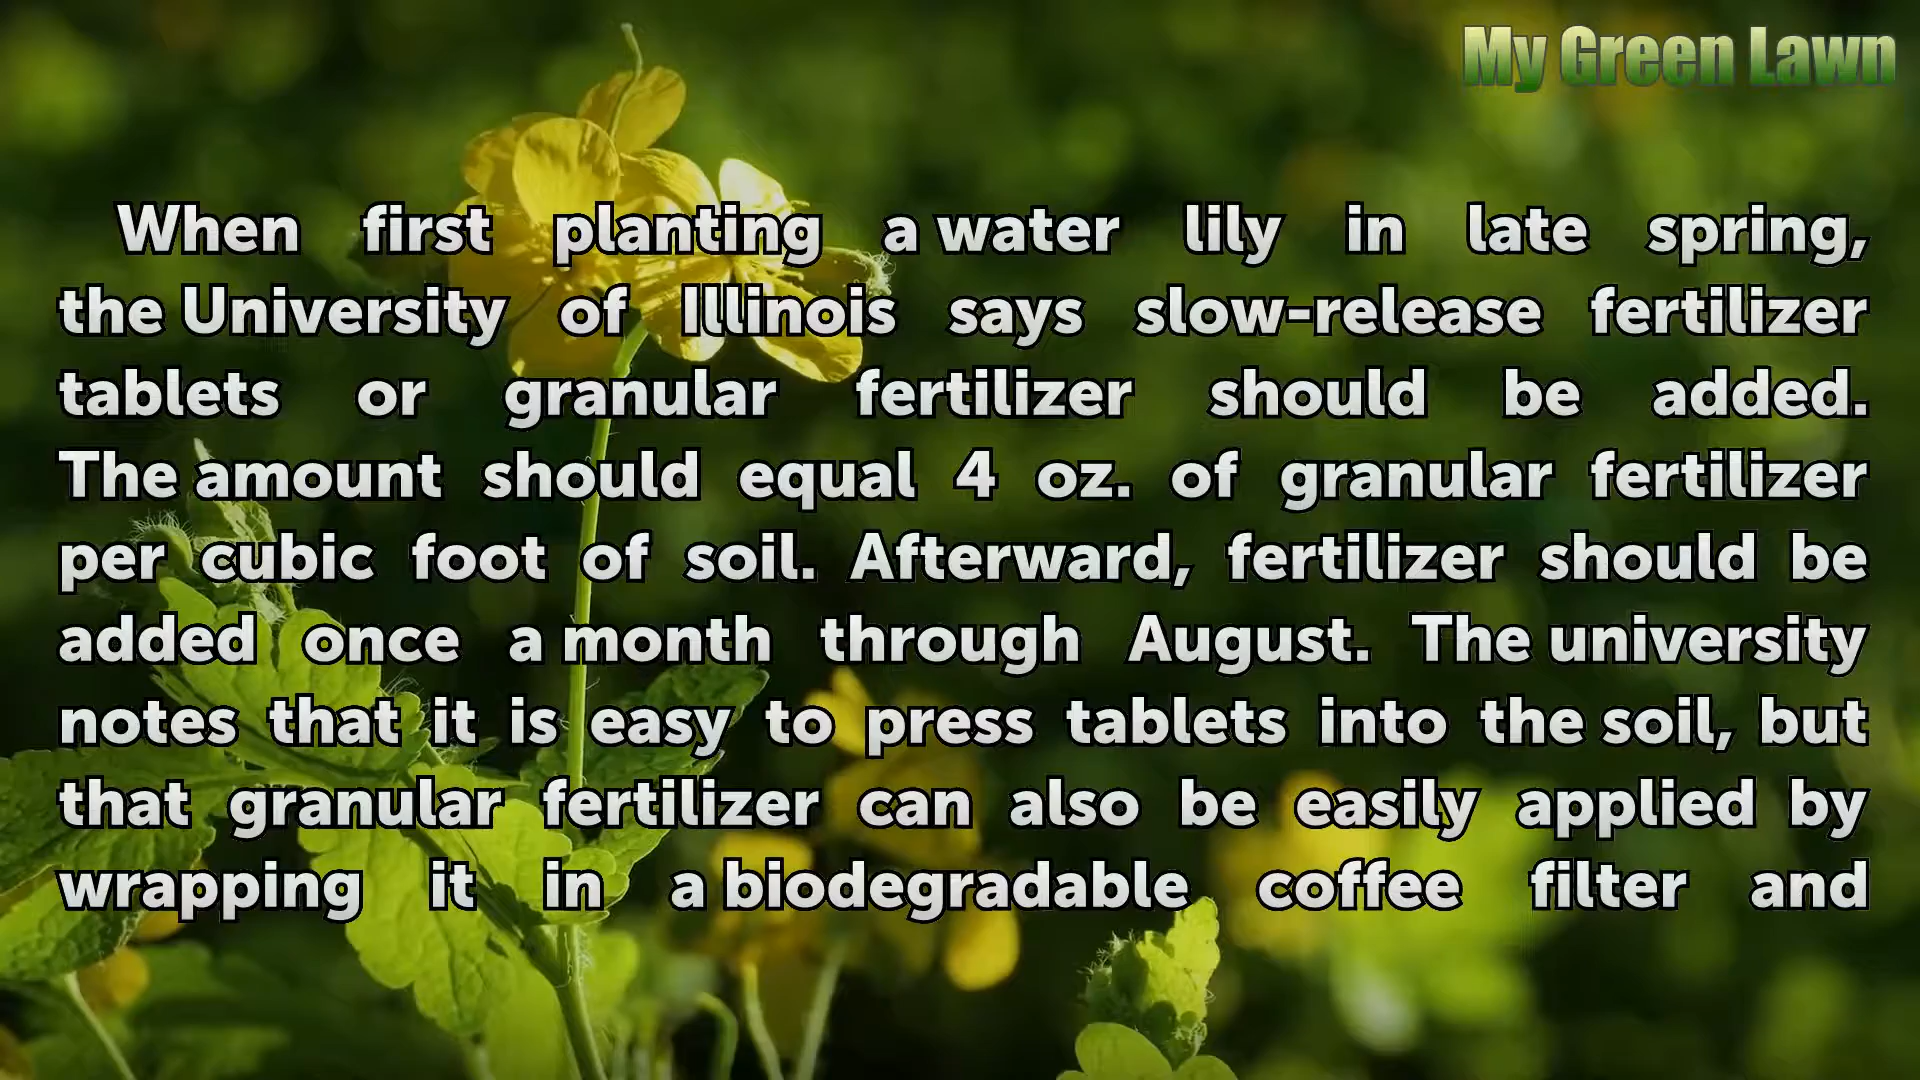 My Green Lawn
When first planting a water lily in late spring,
the University of Illinois says slow-release fertilizer
tablets or granular fertilizer should be added.
The amount should equal 4 oz. of granular fertilizer
per cubic foot of soil. Afterward, fertilizer should be
added once a month through August. The university
notes that it is easy to press tablets into the soil, but
that granular fertilizer can also be easily applied by
wrapping it in a biodegradable coffee filter and